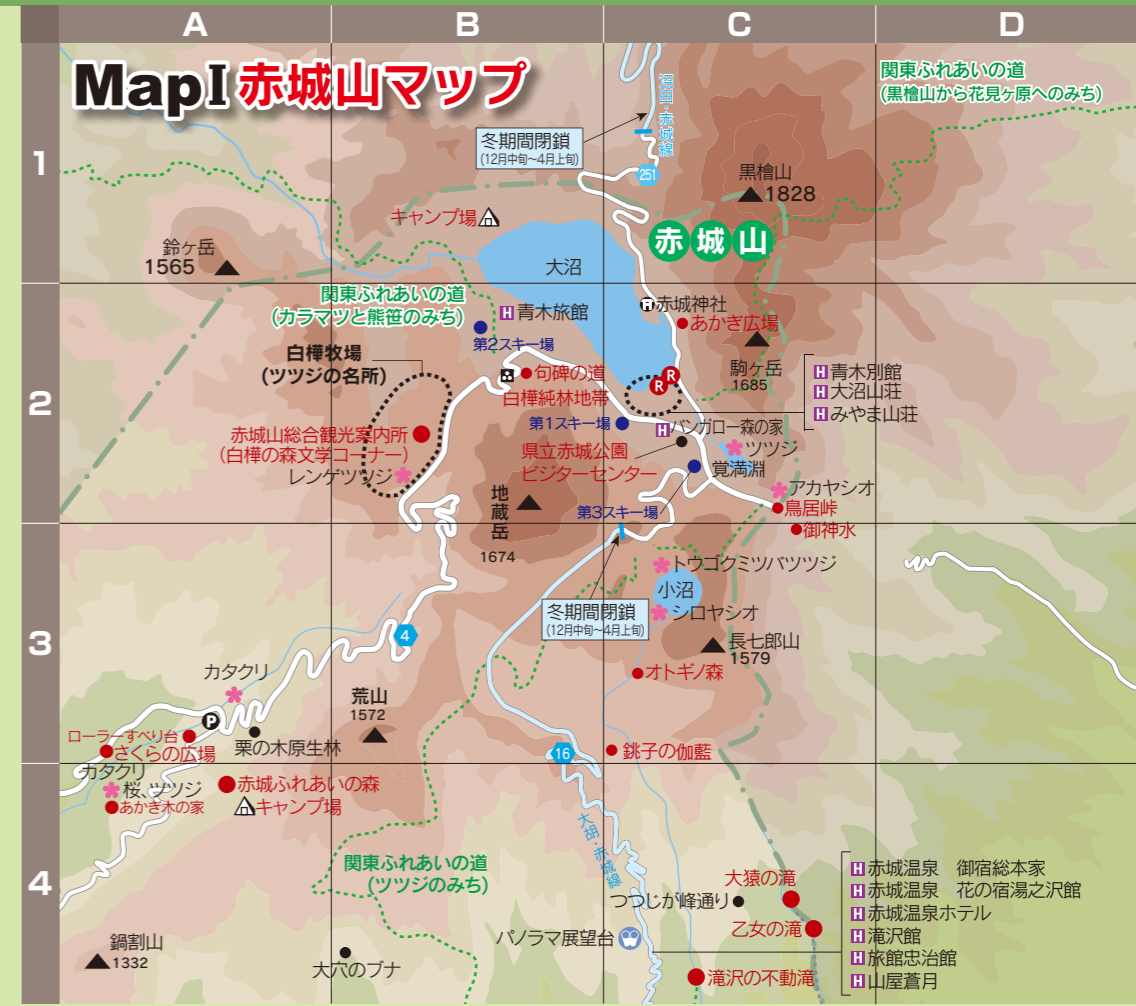 A
B
C
D
MapI 赤城山マップ
1
2
3
4
関東ふれあいの道
(黒檜山から花見ヶ原へのみち)
沼田・赤城線
冬期間閉鎖
(12月中旬〜4月上旬)
251
黒檜山
1828
キャンプ場
赤城山
鈴ヶ岳
1565
大沼
関東ふれあいの道
(カラマツと熊笹のみち)
H 青木旅館
赤城神社
あかぎ広場
第2スキー場
白樺牧場
(ツツジの名所)
句碑の道
白樺純林地帯
駒ヶ岳
1685
R
R
H 青木別館
H 大沼山荘
H みやま山荘
第1スキー場
H バンガロー森の家
赤城山総合観光案内所
(白樺の森文学コーナー)
県立赤城公園
ビジターセンター
ツツジ
覚満淵
レンゲツツジ
地蔵岳
1674
アカヤシオ
鳥居峠
第3スキー場
御神水
トウゴクミツバツツジ
小沼
シロヤシオ
冬期間閉鎖
(12月中旬〜4月上旬)
4
長七郎山
1579
オトギノ森
カタクリ
荒山
1572
P
ローラーすべり台
さくらの広場
栗の木原生林
16
銚子の伽藍
カタクリ
桜、ツツジ
あかぎ木の家
赤城ふれあいの森
キャンプ場
大胡・赤城線
関東ふれあいの道
(ツツジのみち)
大猿の滝
つつじが峰通り
乙女の滝
パノラマ展望台
H 赤城温泉 御宿総本家
H 赤城温泉 花の宿湯之沢館
H 赤城温泉ホテル
H 滝沢館
H 旅館忠治館
H 山屋蒼月
鍋割山
1332
大穴のブナ
滝沢の不動滝